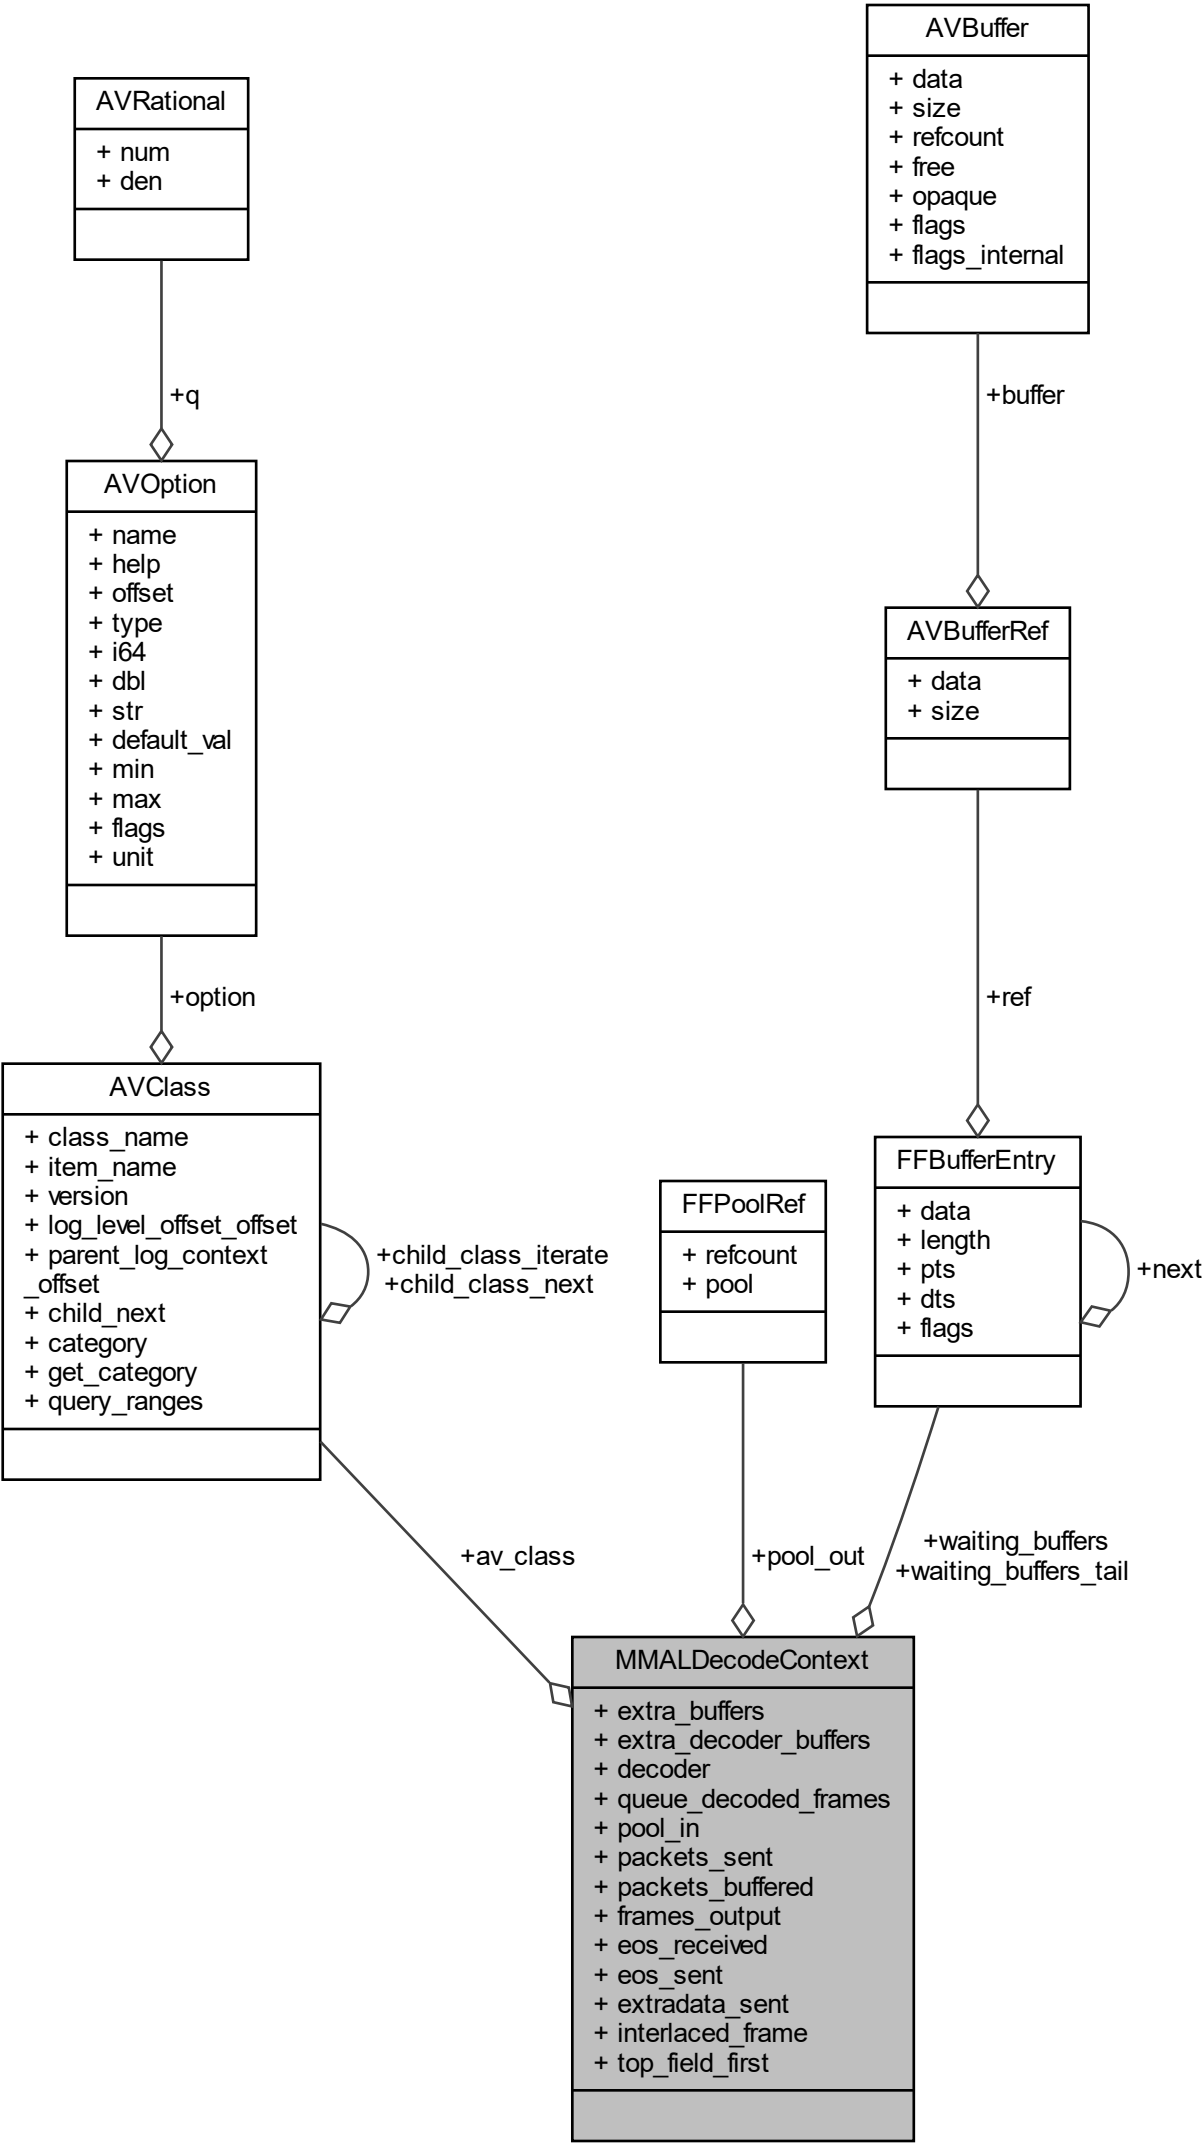 AVBuffer
+ data
+ size
+ refcount
+ free
+ opaque
+ flags
+ flags_internal
AVRational
+ num
+ den
+buffer
+q
AVOption
+ name
+ help
+ offset
+ type
+ i64
+ dbl
+ str
+ default_val
+ min
+ max
+ flags
+ unit
AVBufferRef
+ data
+ size
+option
+ref
AVClass
+ class_name
+ item_name
+ version
+ log_level_offset_offset
+ parent_log_context
_offset
+ child_next
+ category
+ get_category
+ query_ranges
+child_class_iterate
+child_class_next
FFPoolRef
+ refcount
+ pool
FFBufferEntry
+ data
+ length
+ pts
+ dts
+ flags
+next
+av_class
+pool_out
+waiting_buffers
+waiting_buffers_tail
MMALDecodeContext
+ extra_buffers
+ extra_decoder_buffers
+ decoder
+ queue_decoded_frames
+ pool_in
+ packets_sent
+ packets_buffered
+ frames_output
+ eos_received
+ eos_sent
+ extradata_sent
+ interlaced_frame
+ top_field_first